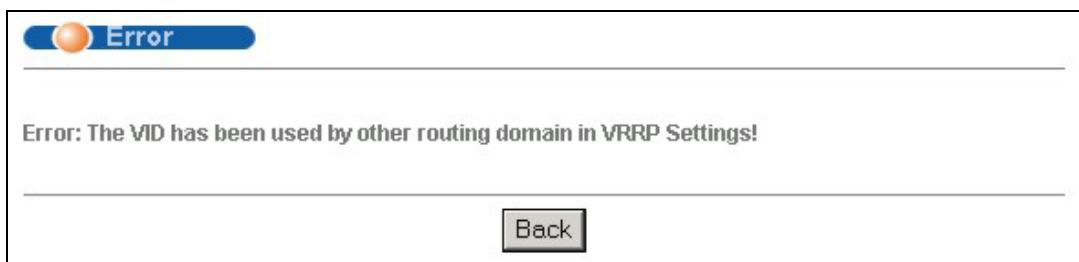 Error
Error: The VID has been used by other routing domain in VRRP Settings!
Back